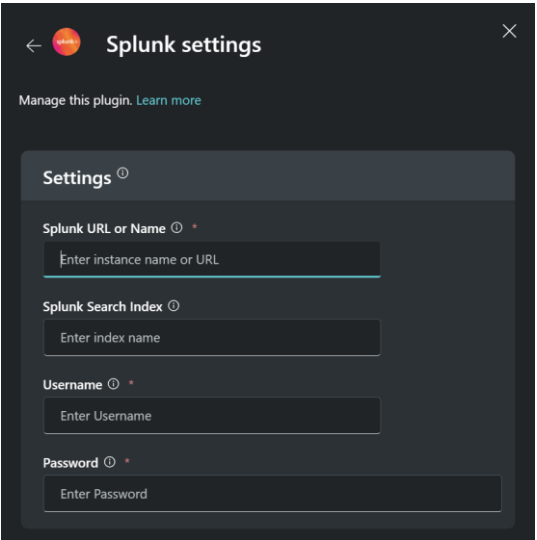 splunk>
Splunk settings
Manage this plugin. Learn more
Settings
Splunk URL or Name *
Enter instance name or URL
Splunk Search Index
Enter index name
Username *
Enter Username
Password *
Enter Password